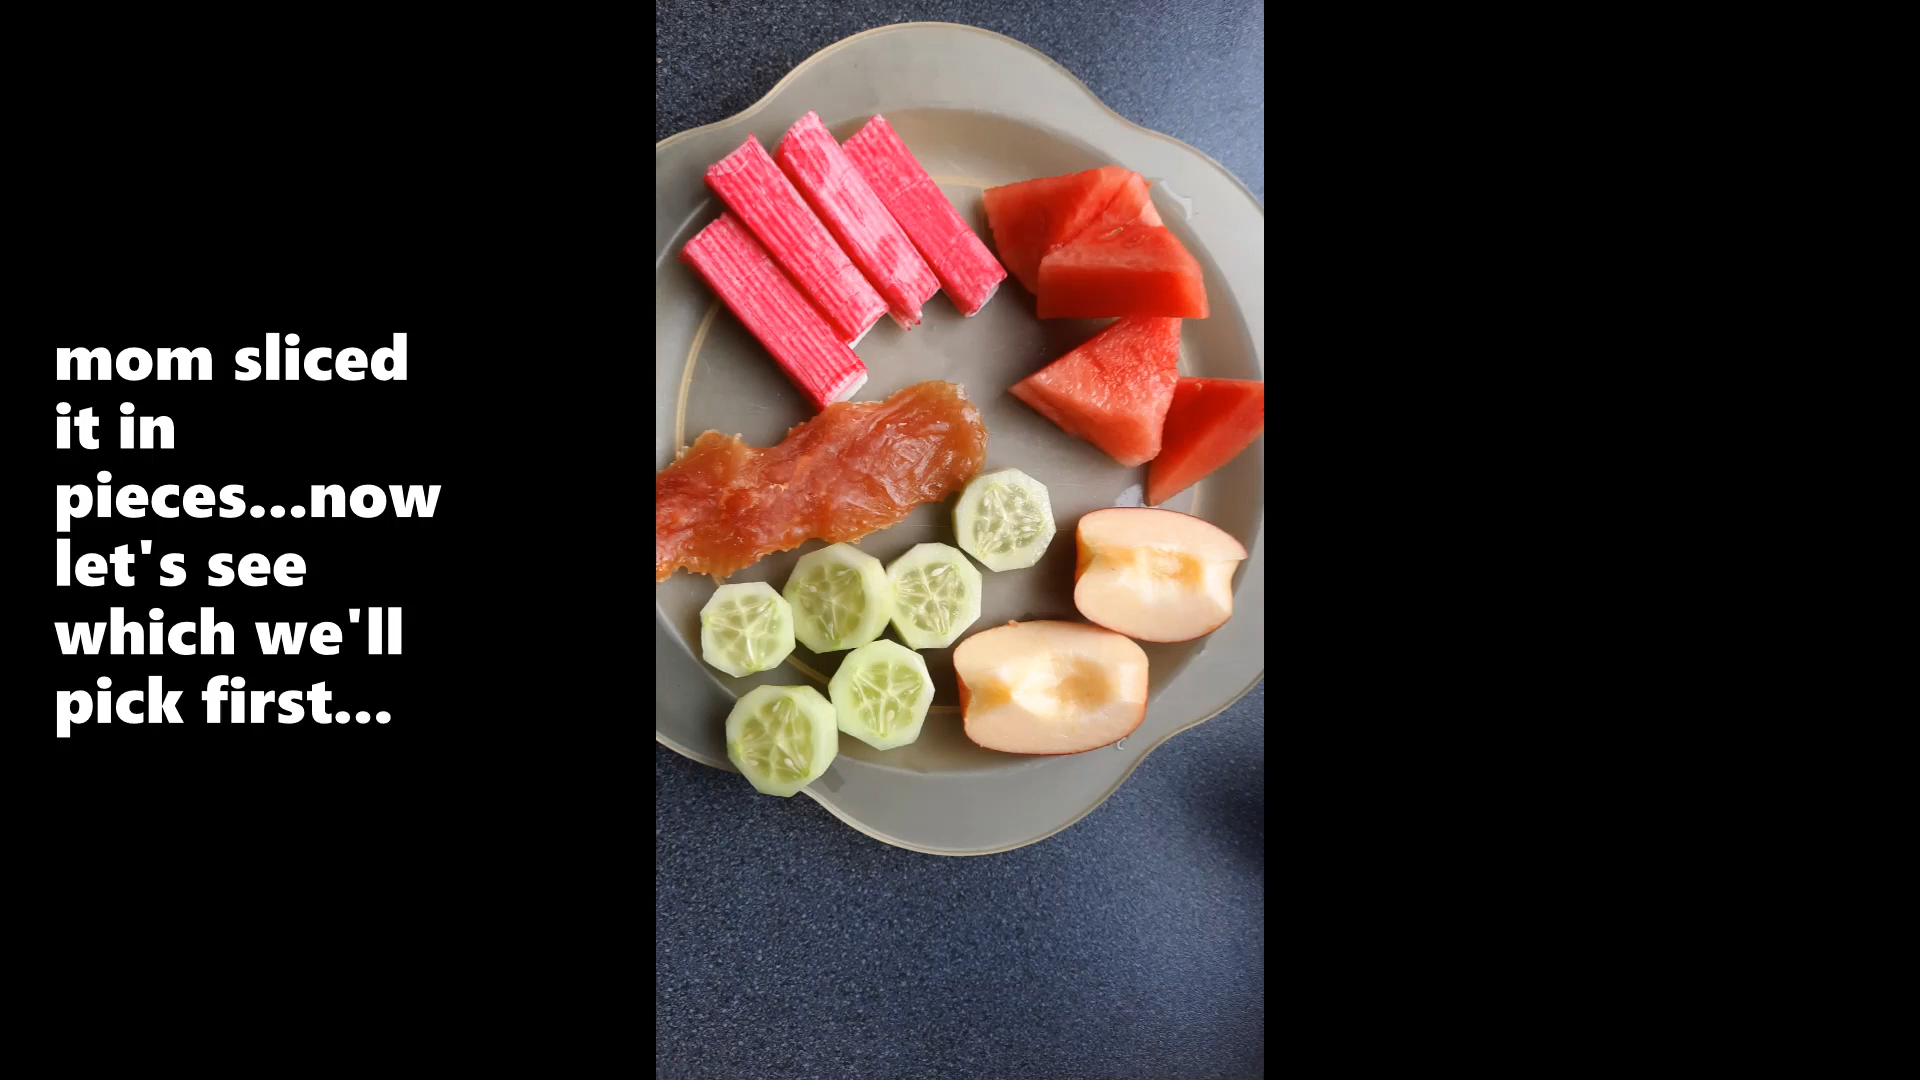 mom sliced
it in
pieces...now
let's see
which we'll
pick first...